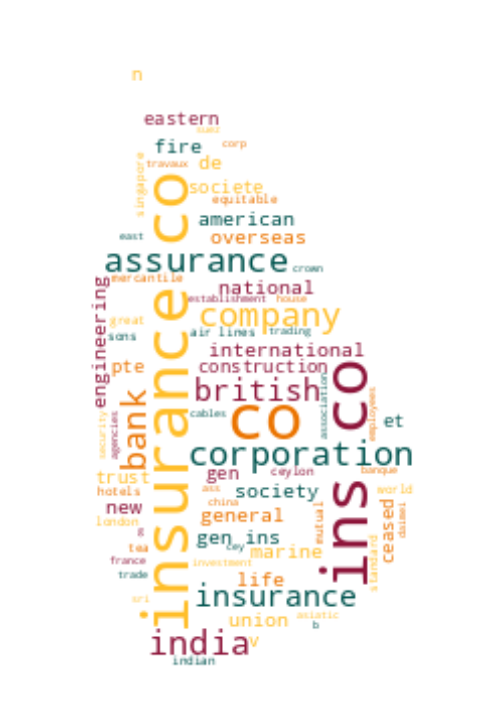 n
eastern
suez
fire
corp
travaux
de
singapore
co
societe
equitable
american
east
overseas
assurance
crown
mercantile
national
engineering
insurance co
establishment
house
company
great
air lines
trading
sons
international
pte
construction
association
ins co
british
bank
employees
co
cables
et
security
agencies
corporation
gen
ceylon
banque
trust
hotels
ass
society
world
new
china
mutual
ceased
daimei
london
general
g
gen ins
cey
marine
tea
france
investment
standard
trade
life
sri
insurance
asiatic
union
b
india
v
indian